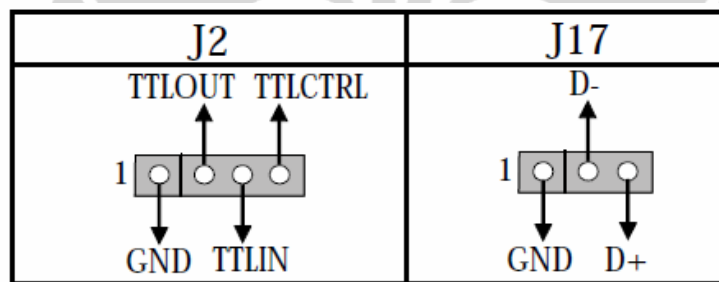 J2 J17
TTLOUT TTLCTRL D-
1 1
GND TTLIN GND D+